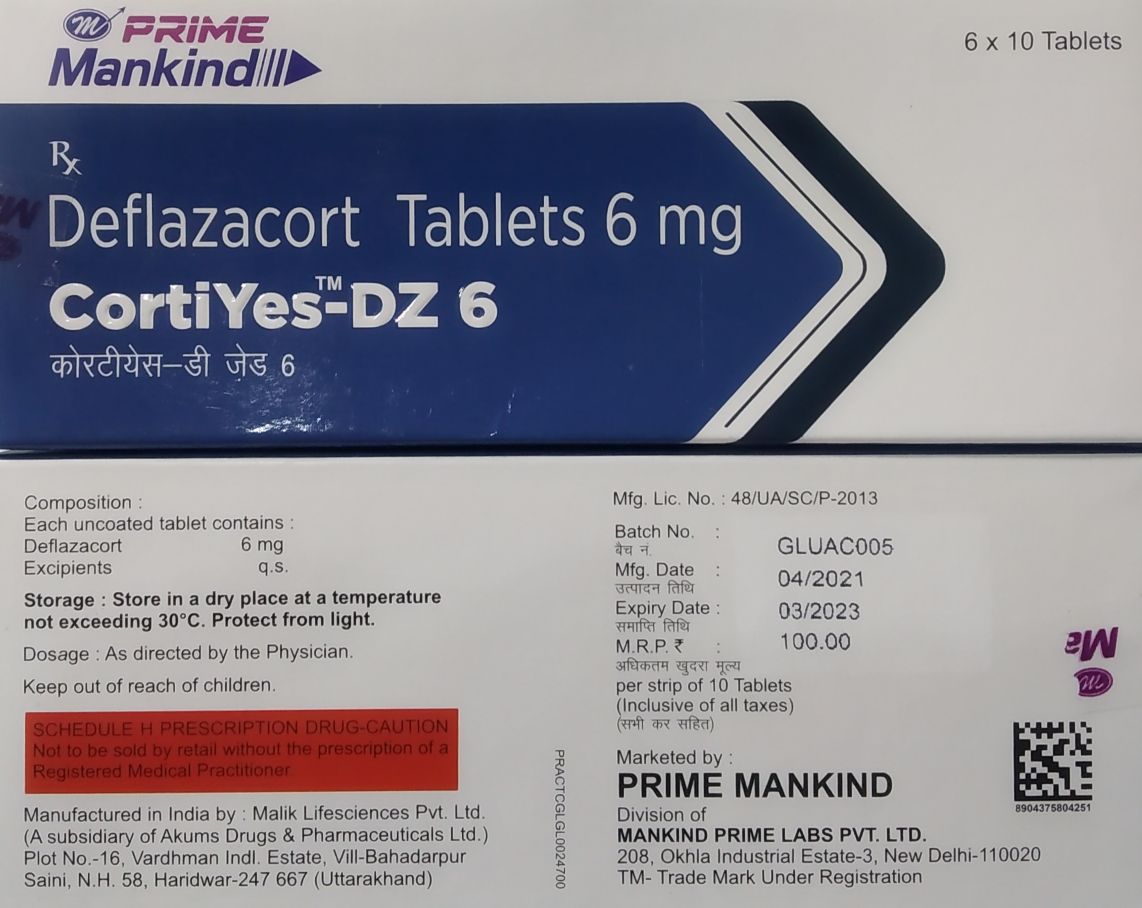 m PRIME
Mankind
6 x 10 Tablets
Rx
Deflazacort Tablets 6 mg
CortiYes™-DZ 6
कोरटीयेस–डी ज़ेड 6
Composition :
Each uncoated tablet contains :
Deflazacort 6 mg
Excipients q.s.
Storage : Store in a dry place at a temperature
not exceeding 30°C. Protect from light.
Dosage : As directed by the Physician.
Keep out of reach of children.
SCHEDULE H PRESCRIPTION DRUG-CAUTION
Not to be sold by retail without the prescription of a
Registered Medical Practitioner.
Manufactured in India by : Malik Lifesciences Pvt. Ltd.
(A subsidiary of Akums Drugs & Pharmaceuticals Ltd.)
Plot No.-16, Vardhman Indl. Estate, Vill-Bahadarpur
Saini, N.H. 58, Haridwar-247 667 (Uttarakhand)
PRACTCGLGL0024700
Mfg. Lic. No. : 48/UA/SC/P-2013
Batch No. : GLUAC005
बैच नं.
Mfg. Date : 04/2021
उत्पादन तिथि
Expiry Date : 03/2023
समाप्ति तिथि
M.R.P. ₹ : 100.00
अधिकतम खुदरा मूल्य
per strip of 10 Tablets
(Inclusive of all taxes)
(सभी कर सहित)
Marketed by :
PRIME MANKIND
Division of
MANKIND PRIME LABS PVT. LTD.
208, Okhla Industrial Estate-3, New Delhi-110020
TM- Trade Mark Under Registration
Ma
m
8904375804251